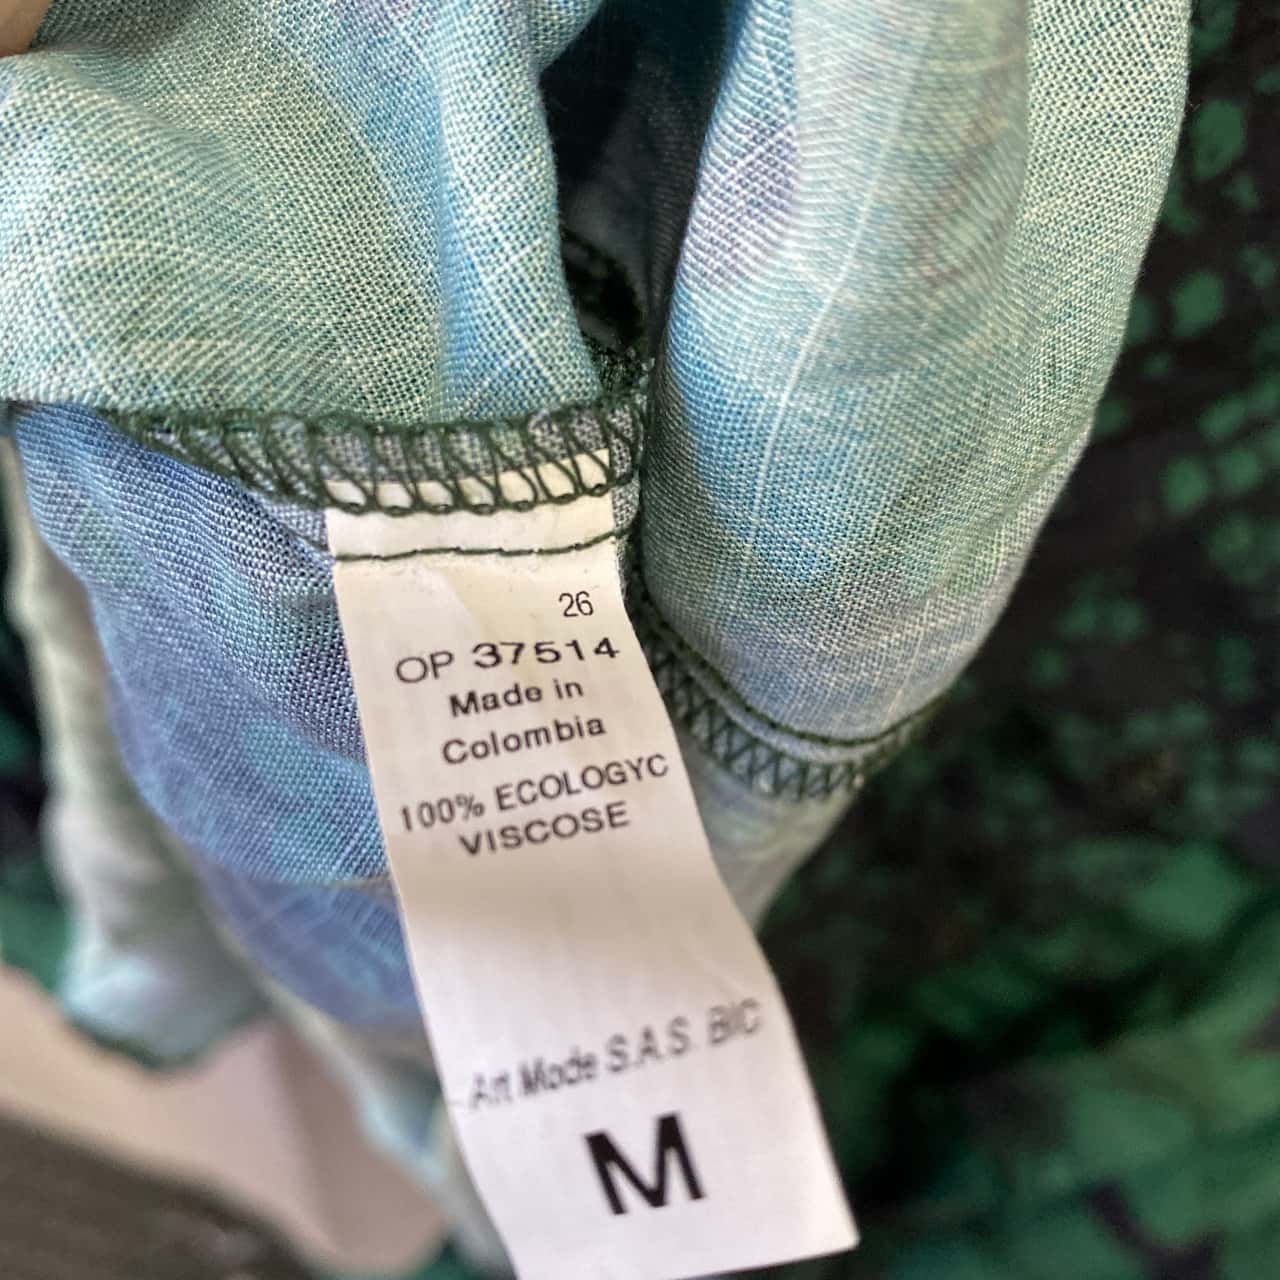 26
OP 37514
Made in
Colombia
100% ECOLOGYC
VISCOSE
Art Mode S.A.S. BIC
M